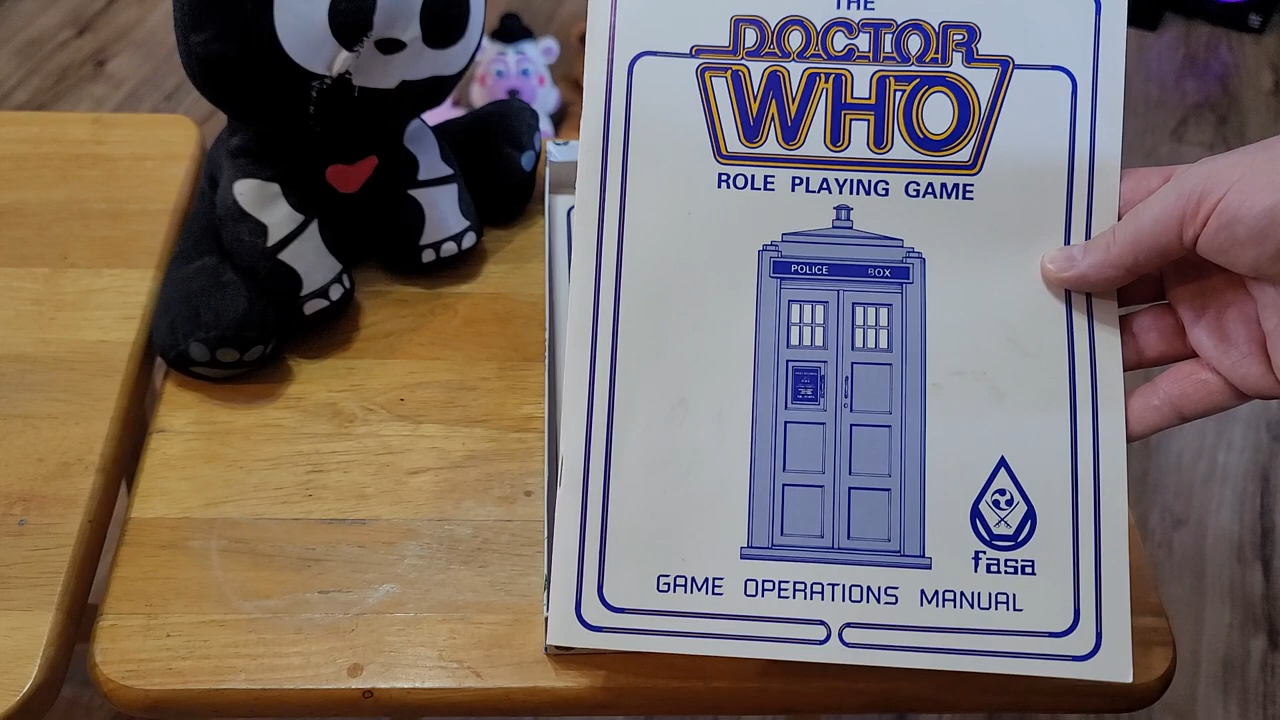 THE
DOCTOR
WHO
ROLE PLAYING GAME
POLICE BOX
fasa
GAME OPERATIONS MANUAL